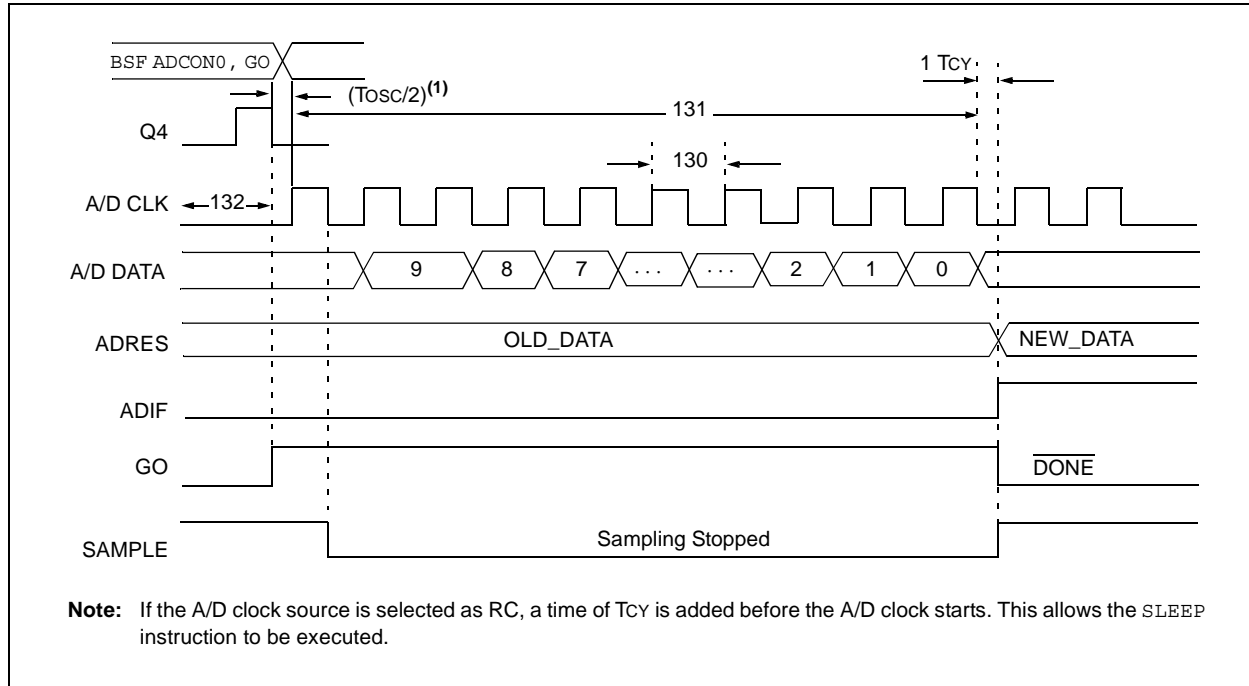 BSF ADCON0, GO
1 TCY
(TOSC/2)(1)
131
Q4
130
A/D CLK
132
A/D DATA
9 8 7 . . . . . . 2 1 0
ADRES
OLD_DATA
NEW_DATA
ADIF
GO
DONE
SAMPLE
Sampling Stopped
Note: If the A/D clock source is selected as RC, a time of TCY is added before the A/D clock starts. This allows the SLEEP
instruction to be executed.